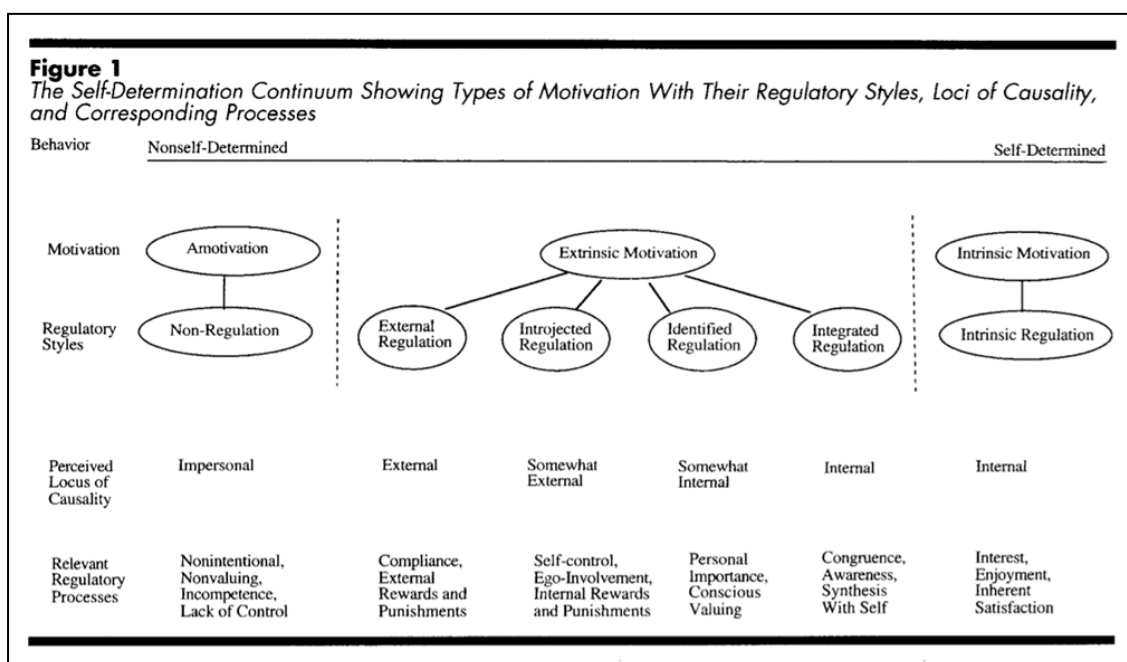 Figure 1
The Self-Determination Continuum Showing Types of Motivation With Their Regulatory Styles, Loci of Causality,
and Corresponding Processes
Behavior Nonself-Determined Self-Determined
Motivation Amotivation Extrinsic Motivation Intrinsic Motivation
Regulatory
Styles
Non-Regulation
External
Regulation
Introjected
Regulation
Identified
Regulation
Integrated
Regulation
Intrinsic Regulation
Perceived
Locus of
Causality
Impersonal
External
Somewhat
External
Somewhat
Internal
Internal
Internal
Relevant
Regulatory
Processes
Nonintentional,
Nonvaluing,
Incompetence,
Lack of Control
Compliance,
External
Rewards and
Punishments
Self-control,
Ego-Involvement,
Internal Rewards
and Punishments
Personal
Importance,
Conscious
Valuing
Congruence,
Awareness,
Synthesis
With Self
Interest,
Enjoyment,
Inherent
Satisfaction